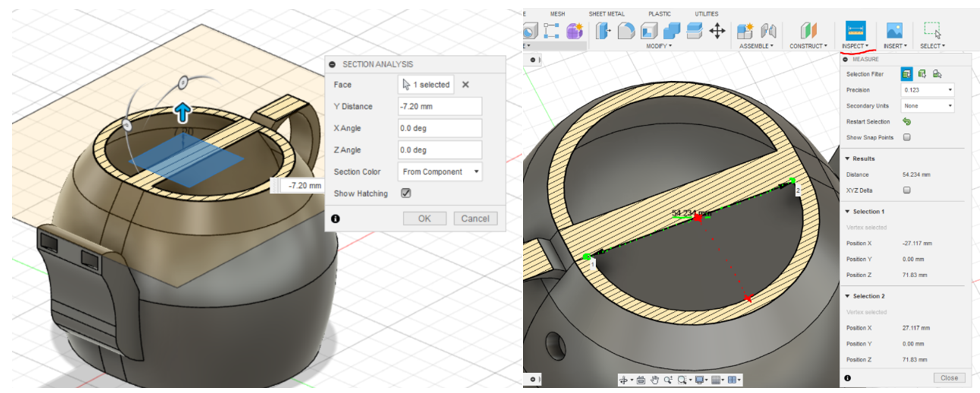 SECTION ANALYSIS
Face
1 selected
Y Distance
-7.20 mm
X Angle
0.0 deg
Z Angle
0.0 deg
Section Color
From Component
Show Hatching
OK
Cancel
-7.20 mm
MESH
SHEET METAL
PLASTIC
UTILITIES
MODIFY
ASSEMBLE
CONSTRUCT
INSPECT
INSERT
SELECT
MEASURE
Selection Filter
Precision
0.123
Secondary Units
None
Restart Selection
Show Snap Points
Results
Distance
54.234 mm
XYZ Delta
Selection 1
Vertex selected
Position X
-27.117 mm
Position Y
0.00 mm
Position Z
71.83 mm
Selection 2
Vertex selected
Position X
27.117 mm
Position Y
0.00 mm
Position Z
71.83 mm
Close
54.234 mm
1
2